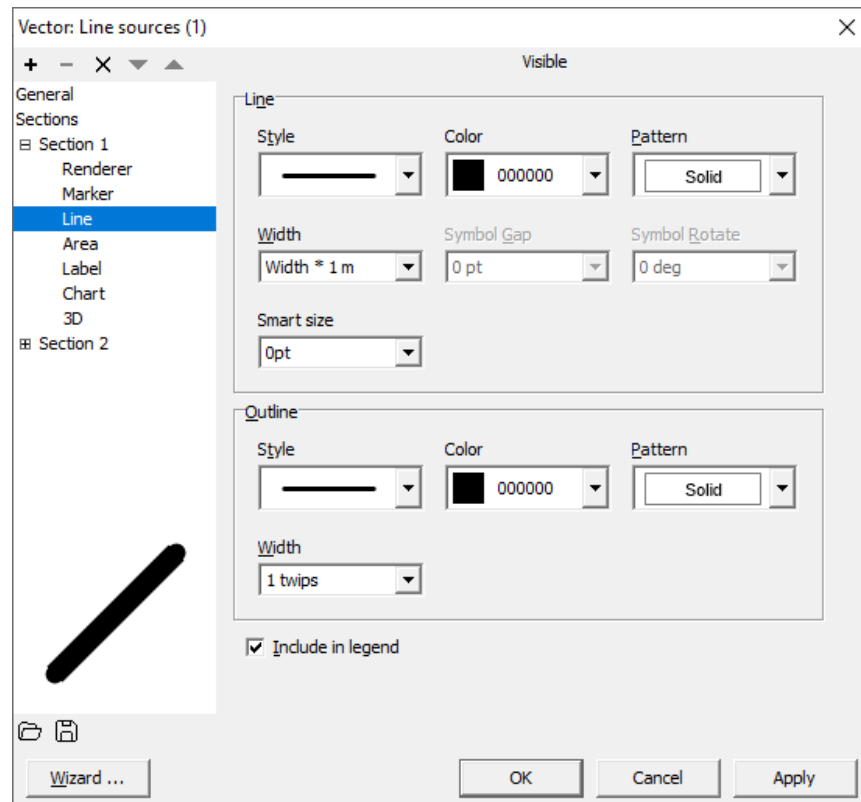 Vector: Line sources (1)
Visible
General
Sections
Section 1
Renderer
Marker
Line
Area
Label
Chart
3D
Section 2
Line
Style Color Pattern
000000 Solid
Width Symbol Gap Symbol Rotate
Width * 1 m 0 pt 0 deg
Smart size
0pt
Outline
Style Color Pattern
000000 Solid
Width
1 twips
Include in legend
Wizard ... OK Cancel Apply